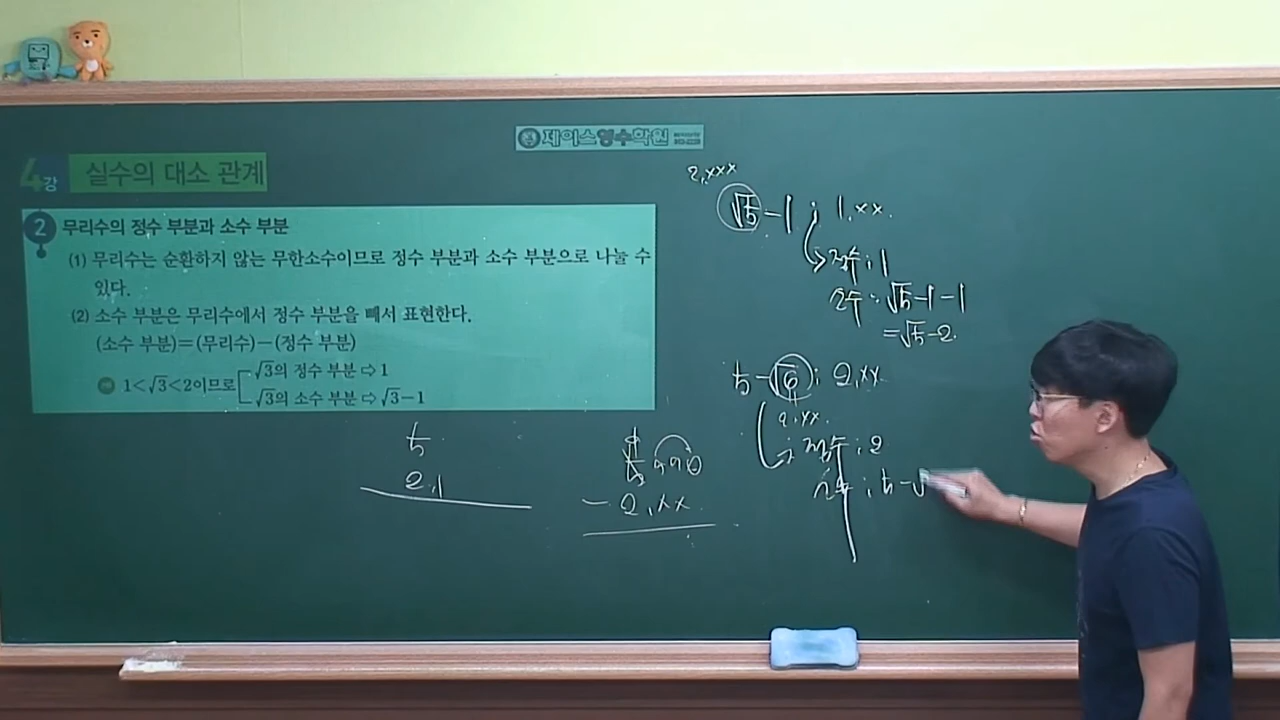 제이스영수학원
4강 실수의 대소 관계
2 무리수의 정수 부분과 소수 부분
(1) 무리수는 순환하지 않는 무한소수이므로 정수 부분과 소수 부분으로 나눌 수
있다.
(2) 소수 부분은 무리수에서 정수 부분을 빼서 표현한다.
(소수 부분)=(무리수)-(정수 부분)
1<√3<2이므로
√3의 정수 부분 ⇨ 1
√3의 소수 부분 ⇨ √3-1
2.xxx
√5-1 ; 1.xx.
정수 : 1
소수 : √5-1-1
=√5-2.
5-√6 : 2.xx
2.xx.
정수 : 2
소수 : 5-√
5
2.1
-2.xx